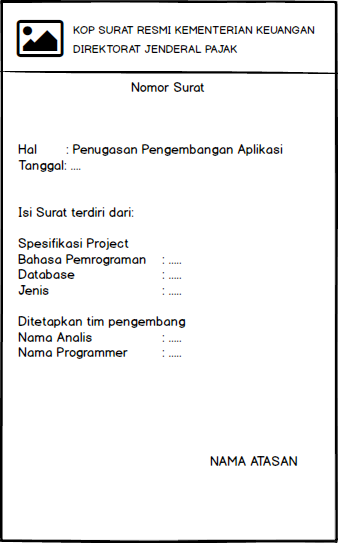 KOP SURAT RESMI KEMENTERIAN KEUANGAN
DIREKTORAT JENDERAL PAJAK
Nomor Surat
Hal : Penugasan Pengembangan Aplikasi
Tanggal: ....
Isi Surat terdiri dari:
Spesifikasi Project
Bahasa Pemrograman : .....
Database : .....
Jenis : .....
Ditetapkan tim pengembang
Nama Analis : .....
Nama Programmer : .....
NAMA ATASAN